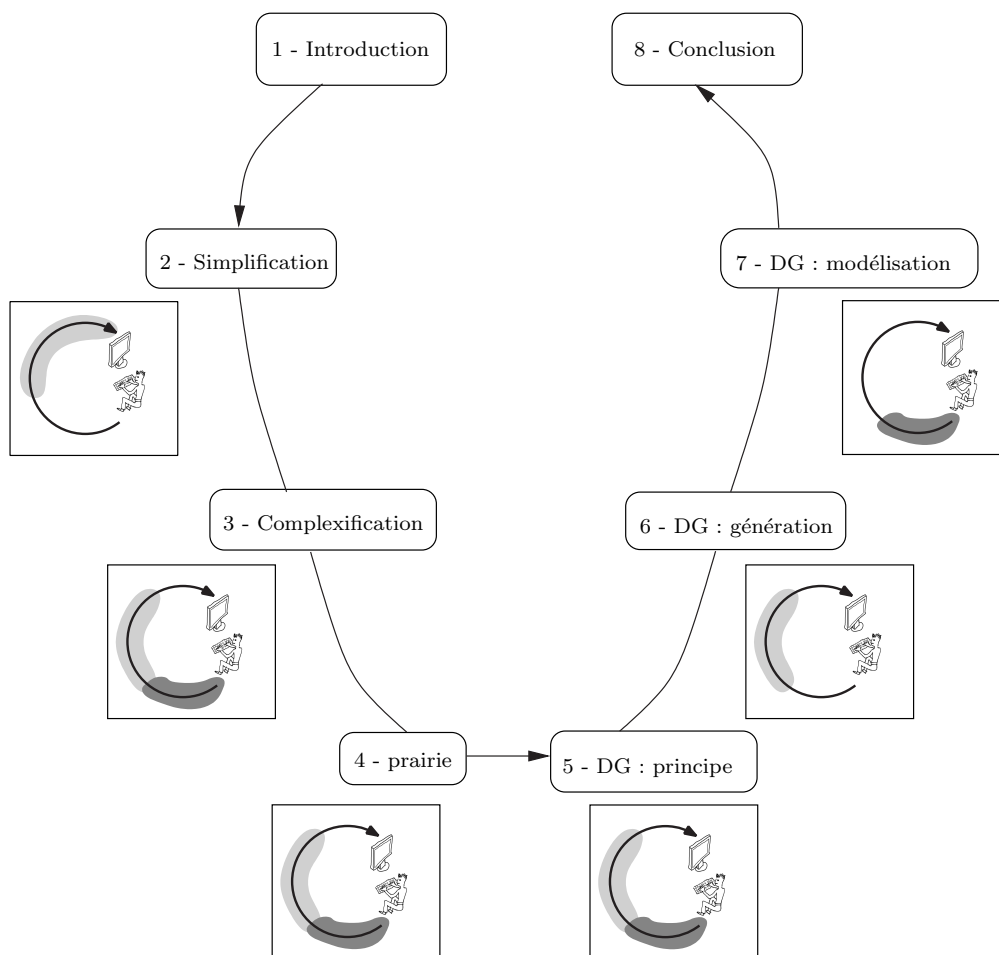 1 - Introduction
2 - Simplification
3 - Complexification
4 - prairie
5 - DG : principe
6 - DG : génération
7 - DG : modélisation
8 - Conclusion